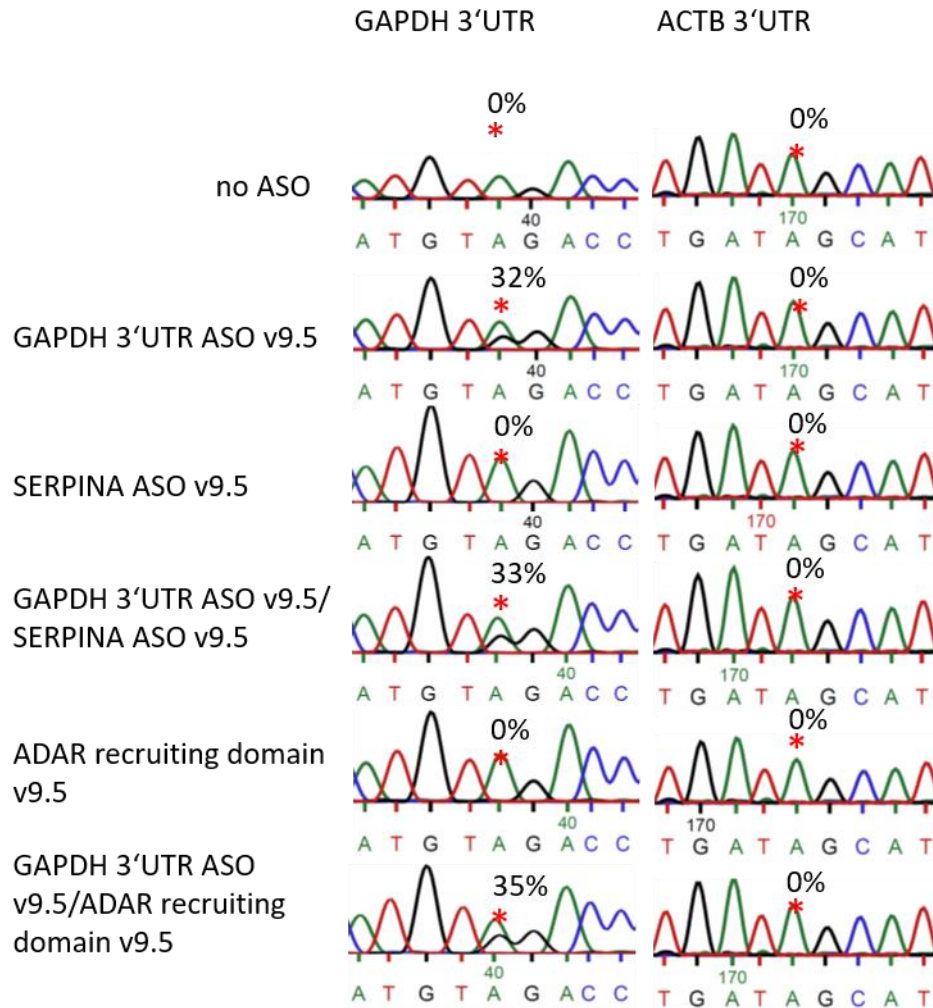 GAPDH 3‘UTR ACTB 3‘UTR
no ASO
0%
*
40
A T G T A G A C C
0%
*
170
T G A T A G C A T
GAPDH 3‘UTR ASO v9.5
32%
*
40
A T G T A G A C C
0%
*
170
T G A T A G C A T
SERPINA ASO v9.5
0%
*
40
A T G T A G A C C
0%
*
170
T G A T A G C A T
GAPDH 3‘UTR ASO v9.5/
SERPINA ASO v9.5
33%
*
40
A T G T A G A C C
0%
*
170
T G A T A G C A T
ADAR recruiting domain
v9.5
0%
*
40
A T G T A G A C C
0%
*
170
T G A T A G C A T
GAPDH 3‘UTR ASO
v9.5/ADAR recruiting
domain v9.5
35%
*
40
A T G T A G A C C
0%
*
170
T G A T A G C A T